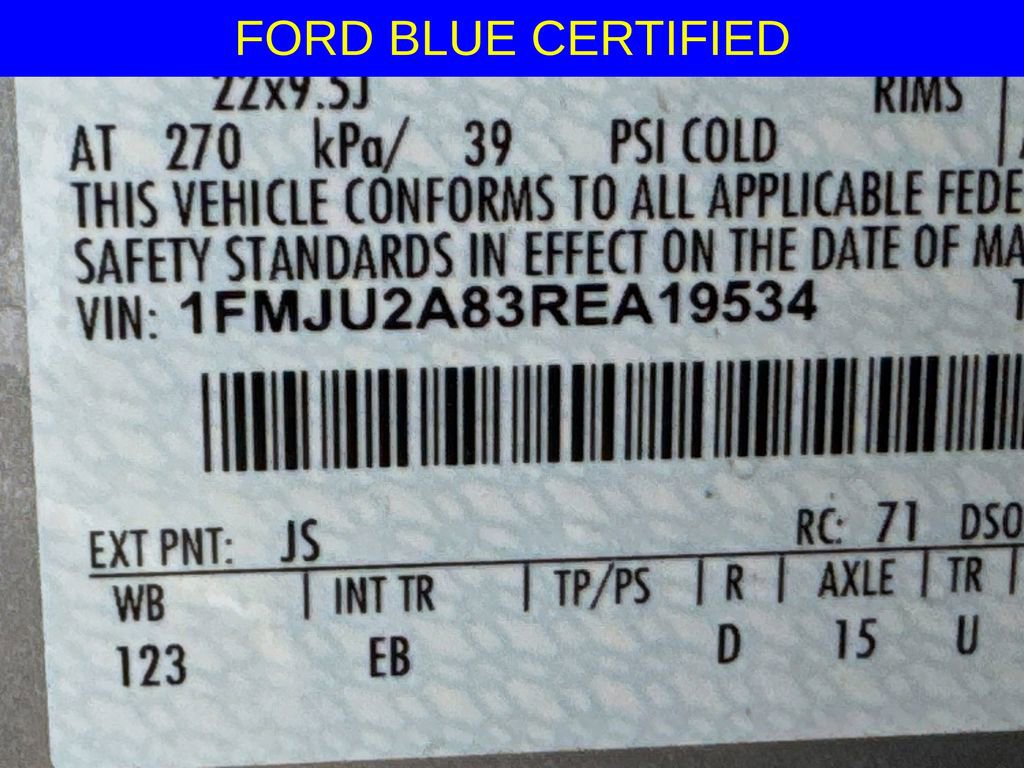 FORD BLUE CERTIFIED
22x9.5J RIMS
AT 270 kPa/ 39 PSI COLD
THIS VEHICLE CONFORMS TO ALL APPLICABLE FEDE
SAFETY STANDARDS IN EFFECT ON THE DATE OF MA
VIN: 1FMJU2A83REA19534 T
EXT PNT: JS RC: 71 DSO
WB | INT TR | TP/PS | R | AXLE | TR |
123 EB D 15 U